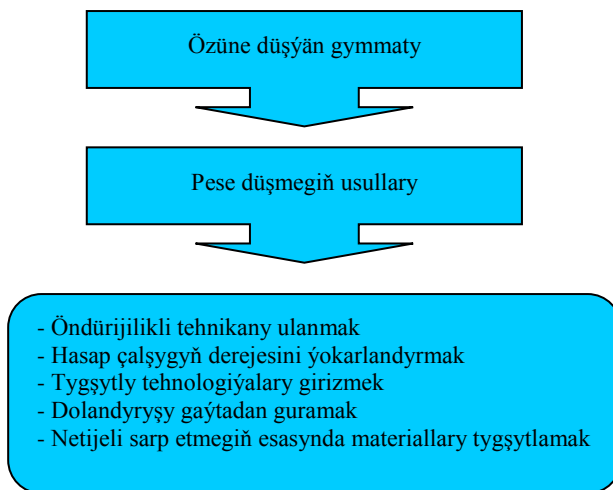 Özüne düşýän gymmaty
Pese düşmegiň usullary
- Öndürijilikli tehnikany ulanmak
- Hasap çalşygyň derejesini ýokarlandyrmak
- Tygşytly tehnologiýalary girizmek
- Dolandyryşy gaýtadan guramak
- Netijeli sarp etmegiň esasynda materiallary tygşytlamak